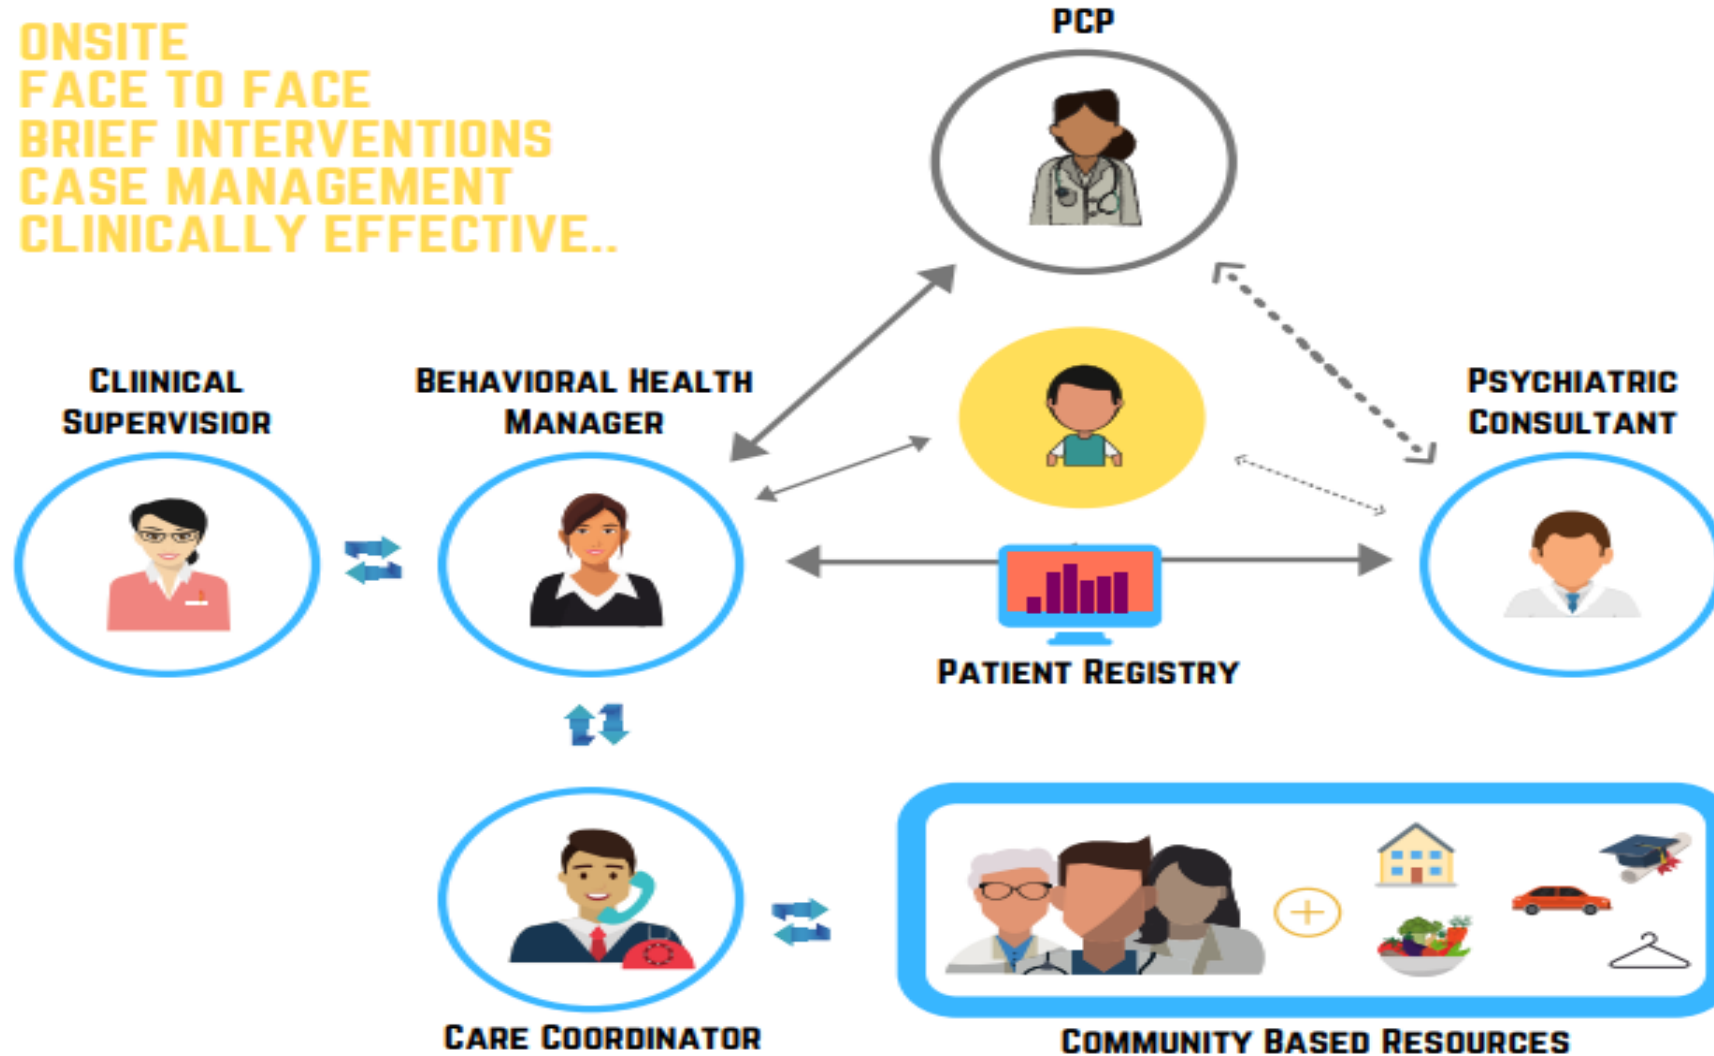 ONSITE
FACE TO FACE
BRIEF INTERVENTIONS
CASE MANAGEMENT
CLINICALLY EFFECTIVE..
PCP
CLIINICAL
SUPERVISIOR
BEHAVIORAL HEALTH
MANAGER
PSYCHIATRIC
CONSULTANT
PATIENT REGISTRY
CARE COORDINATOR
COMMUNITY BASED RESOURCES